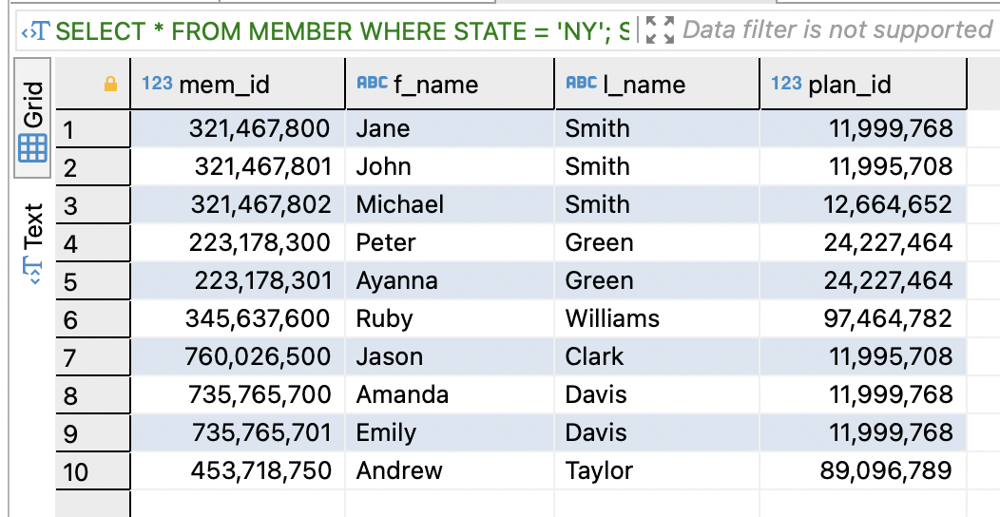 SELECT * FROM MEMBER WHERE STATE = 'NY'; S Data filter is not supported
Grid
Text
123 mem_id ABC f_name ABC l_name 123 plan_id
1 321,467,800 Jane Smith 11,999,768
2 321,467,801 John Smith 11,995,708
3 321,467,802 Michael Smith 12,664,652
4 223,178,300 Peter Green 24,227,464
5 223,178,301 Ayanna Green 24,227,464
6 345,637,600 Ruby Williams 97,464,782
7 760,026,500 Jason Clark 11,995,708
8 735,765,700 Amanda Davis 11,999,768
9 735,765,701 Emily Davis 11,999,768
10 453,718,750 Andrew Taylor 89,096,789